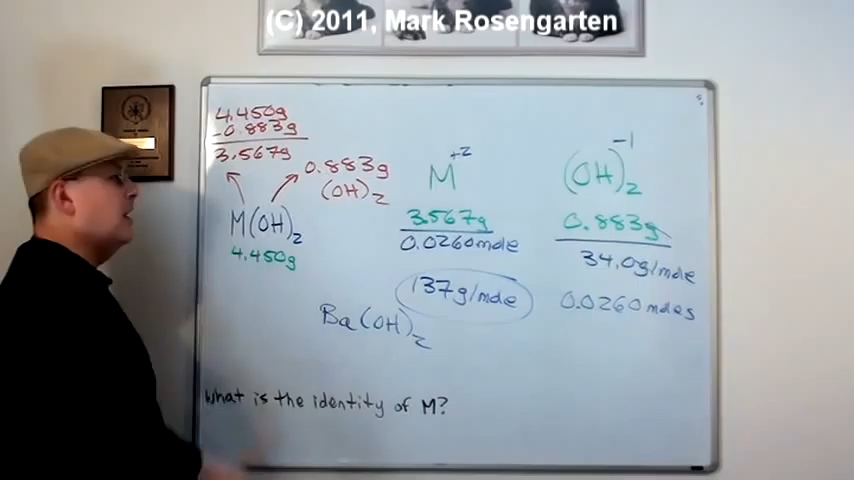 (C) 2011, Mark Rosengarten
4.450g
-0.883g
3.567g
0.883g
(OH)2
M(OH)2
4.450g
M+2
3.567g
0.0260mole
137g/mole
(OH)2-1
0.883g
34.0g/mole
0.0260 moles
Ba(OH)2
What is the identity of M?